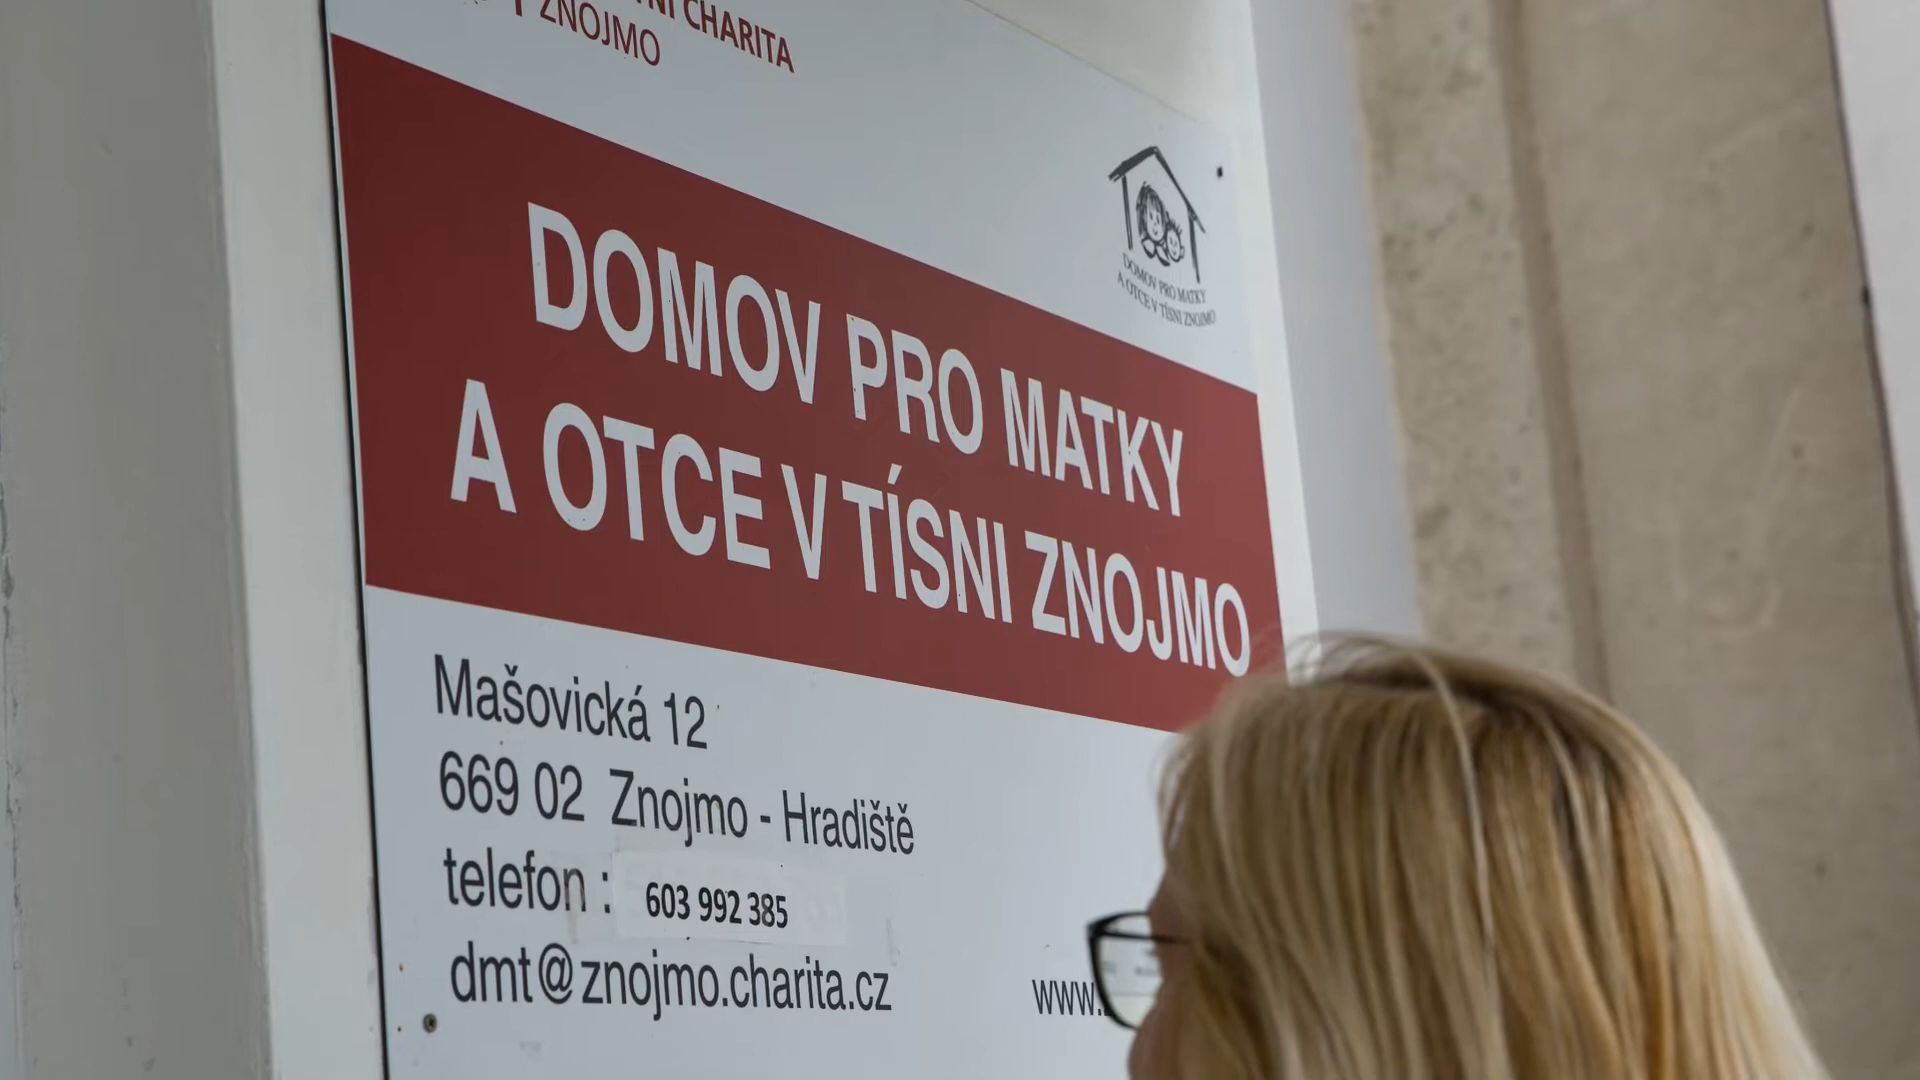 CHARITA
ZNOJMO
DOMOV PRO MATKY
A OTCE V TÍSNI ZNOJMO
DOMOV PRO MATKY
A OTCE V TÍSNI ZNOJMO
Mašovická 12
669 02 Znojmo - Hradiště
telefon : 603 992 385
dmt@znojmo.charita.cz
www.